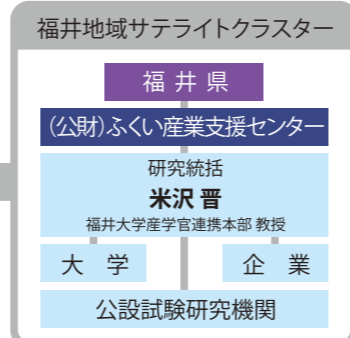 福井地域サテライトクラスター
福井県
(公財)ふくい産業支援センター
研究統括
米沢 晋
福井大学産学官連携本部 教授
大学
企業
公設試験研究機関